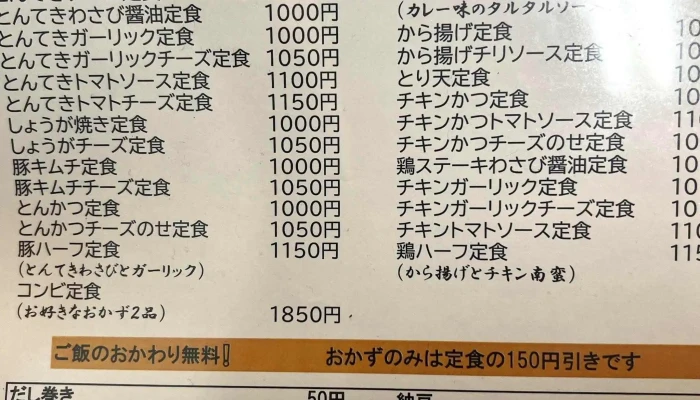 とんてきわさび醤油定食 1000円
とんてきガーリック定食 1000円
とんてきガーリックチーズ定食 1050円
とんてきトマトソース定食 1100円
とんてきトマトチーズ定食 1150円
しょうが焼き定食 1000円
しょうがチーズ定食 1050円
豚キムチ定食 1000円
豚キムチチーズ定食 1050円
とんかつ定食 1000円
とんかつチーズのせ定食 1050円
豚ハーフ定食 1150円
(とんてきわさびとガーリック)
コンビ定食
(お好きなおかず2品) 1850円
(カレー味のタルタルソー
から揚げ定食 10
から揚げチリソース定食 10
とり天定食 10
チキンかつ定食 10
チキンかつトマトソース定食 110
チキンかつチーズのせ定食 10
鶏ステーキわさび醤油定食 10
チキンガーリック定食 10
チキンガーリックチーズ定食 10
チキントマトソース定食 110
鶏ハーフ定食 115
(から揚げとチキン南蛮)
ご飯のおかわり無料! おかずのみは定食の150円引きです
だし巻き 50円 納豆